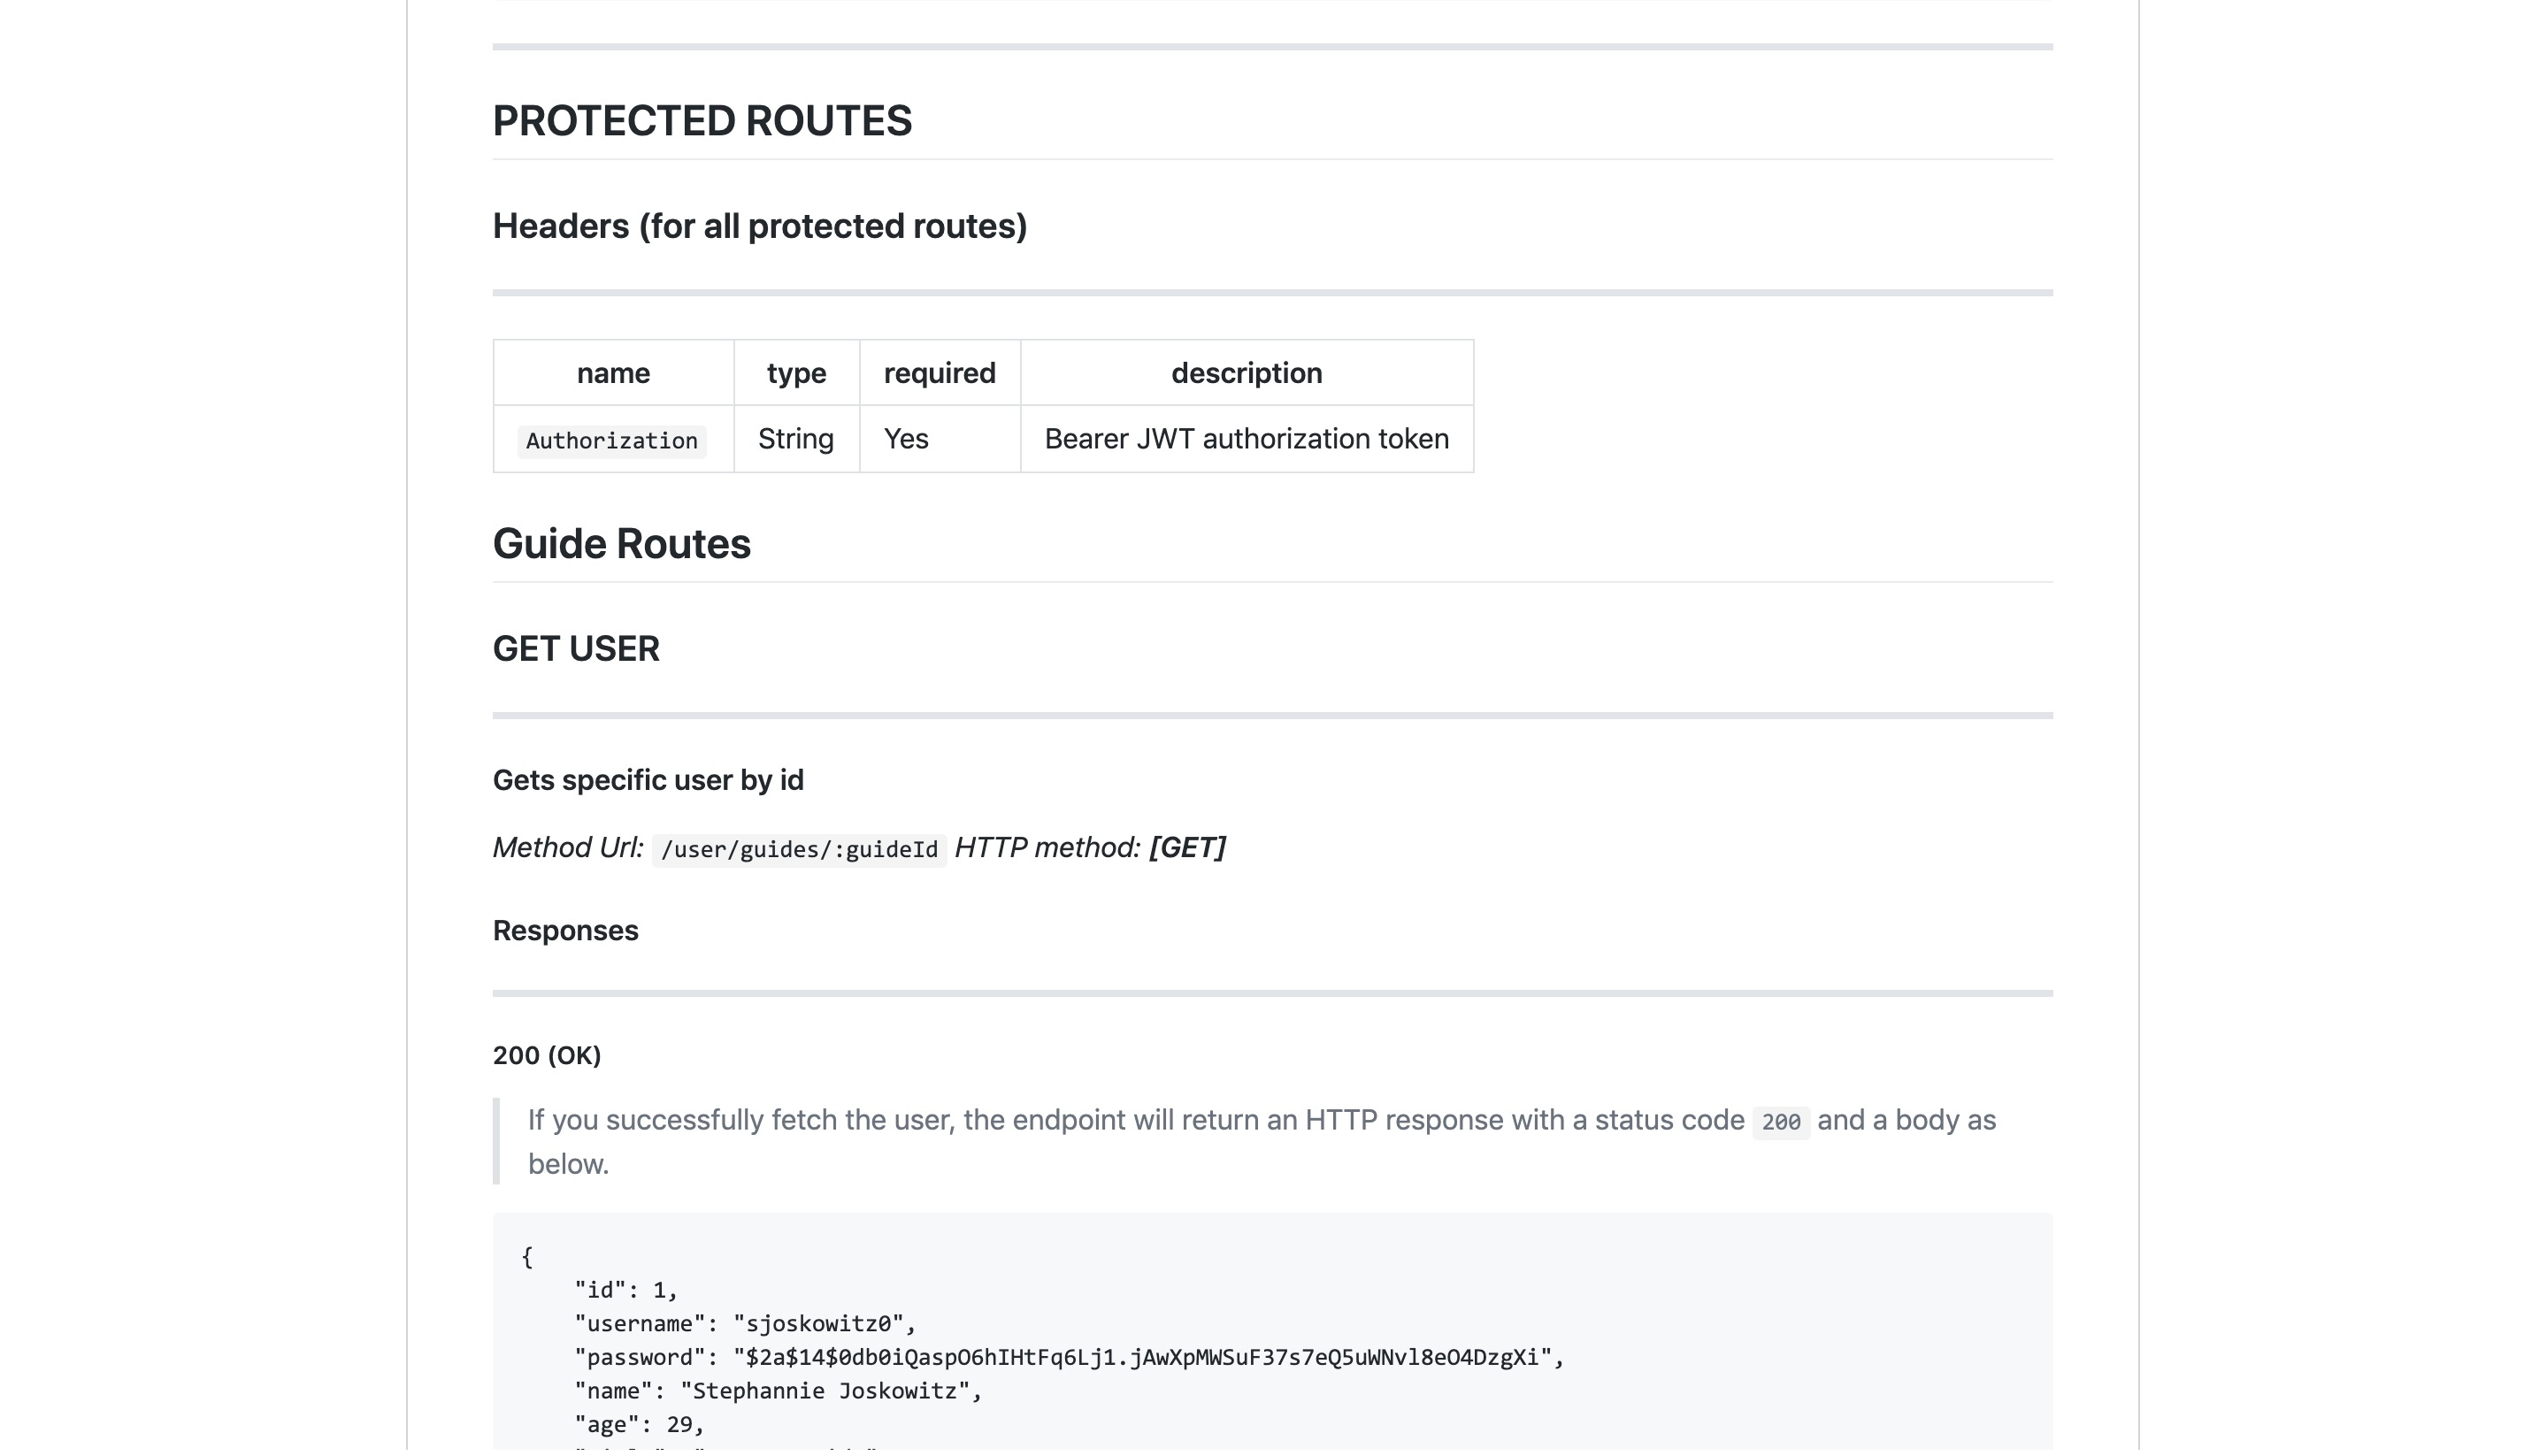 PROTECTED ROUTES
Headers (for all protected routes)
name type required description
Authorization String Yes Bearer JWT authorization token
Guide Routes
GET USER
Gets specific user by id
Method Url: /user/guides/:guideId HTTP method: [GET]
Responses
200 (OK)
If you successfully fetch the user, the endpoint will return an HTTP response with a status code 200 and a body as
below.
{
    "id": 1,
    "username": "sjoskowitz0",
    "password": "$2a$14$0db0iQaspO6hIHtFq6Lj1.jAwXpMWSuF37s7eQ5uWNvl8eO4DzgXi",
    "name": "Stephannie Joskowitz",
    "age": 29,